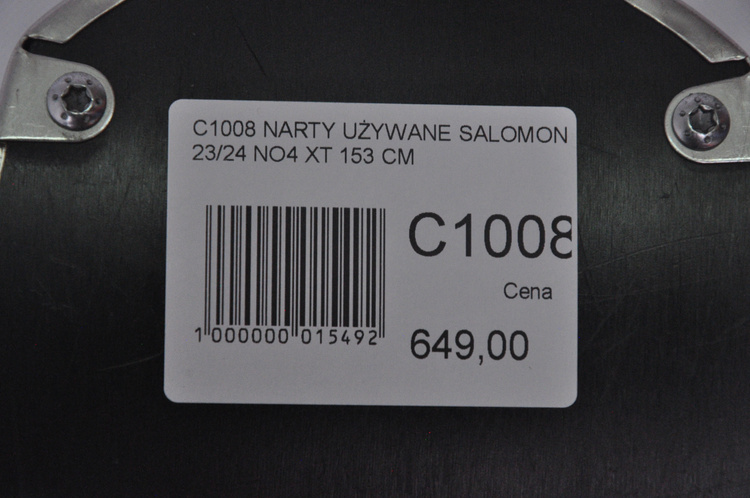 C1008 NARTY UŻYWANE SALOMON
23/24 NO4 XT 153 CM
C1008
Cena
649,00
1 000000 015492